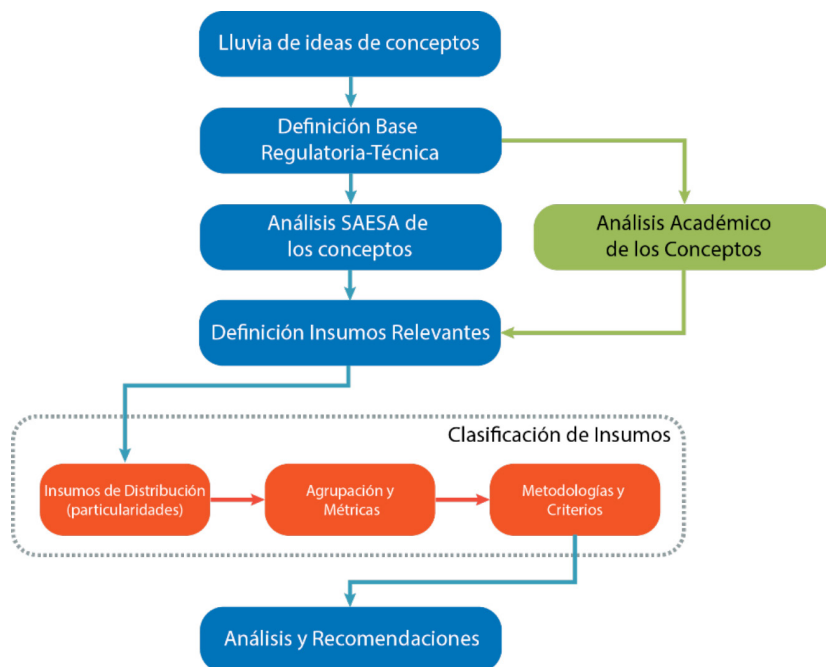 Lluvia de ideas de conceptos
Definición Base
Regulatoria-Técnica
Análisis SAESA de
los conceptos
Análisis Académico
de los Conceptos
Definición Insumos Relevantes
Clasificación de Insumos
Insumos de Distribución
(particularidades)
Agrupación y
Métricas
Metodologías y
Criterios
Análisis y Recomendaciones